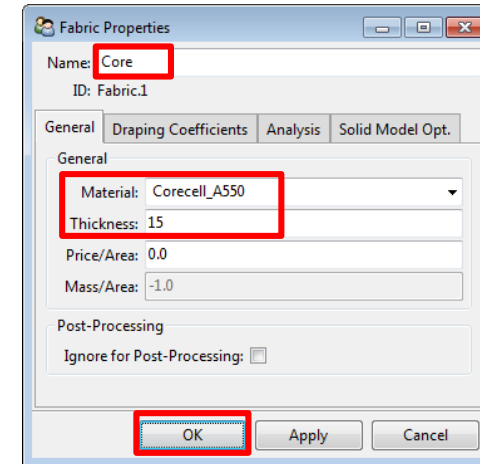 Fabric Properties
Name: Core
ID: Fabric.1
General Draping Coefficients Analysis Solid Model Opt.
General
Material: Corecell_A550
Thickness: 15
Price/Area: 0.0
Mass/Area: -1.0
Post-Processing
Ignore for Post-Processing:
OK Apply Cancel